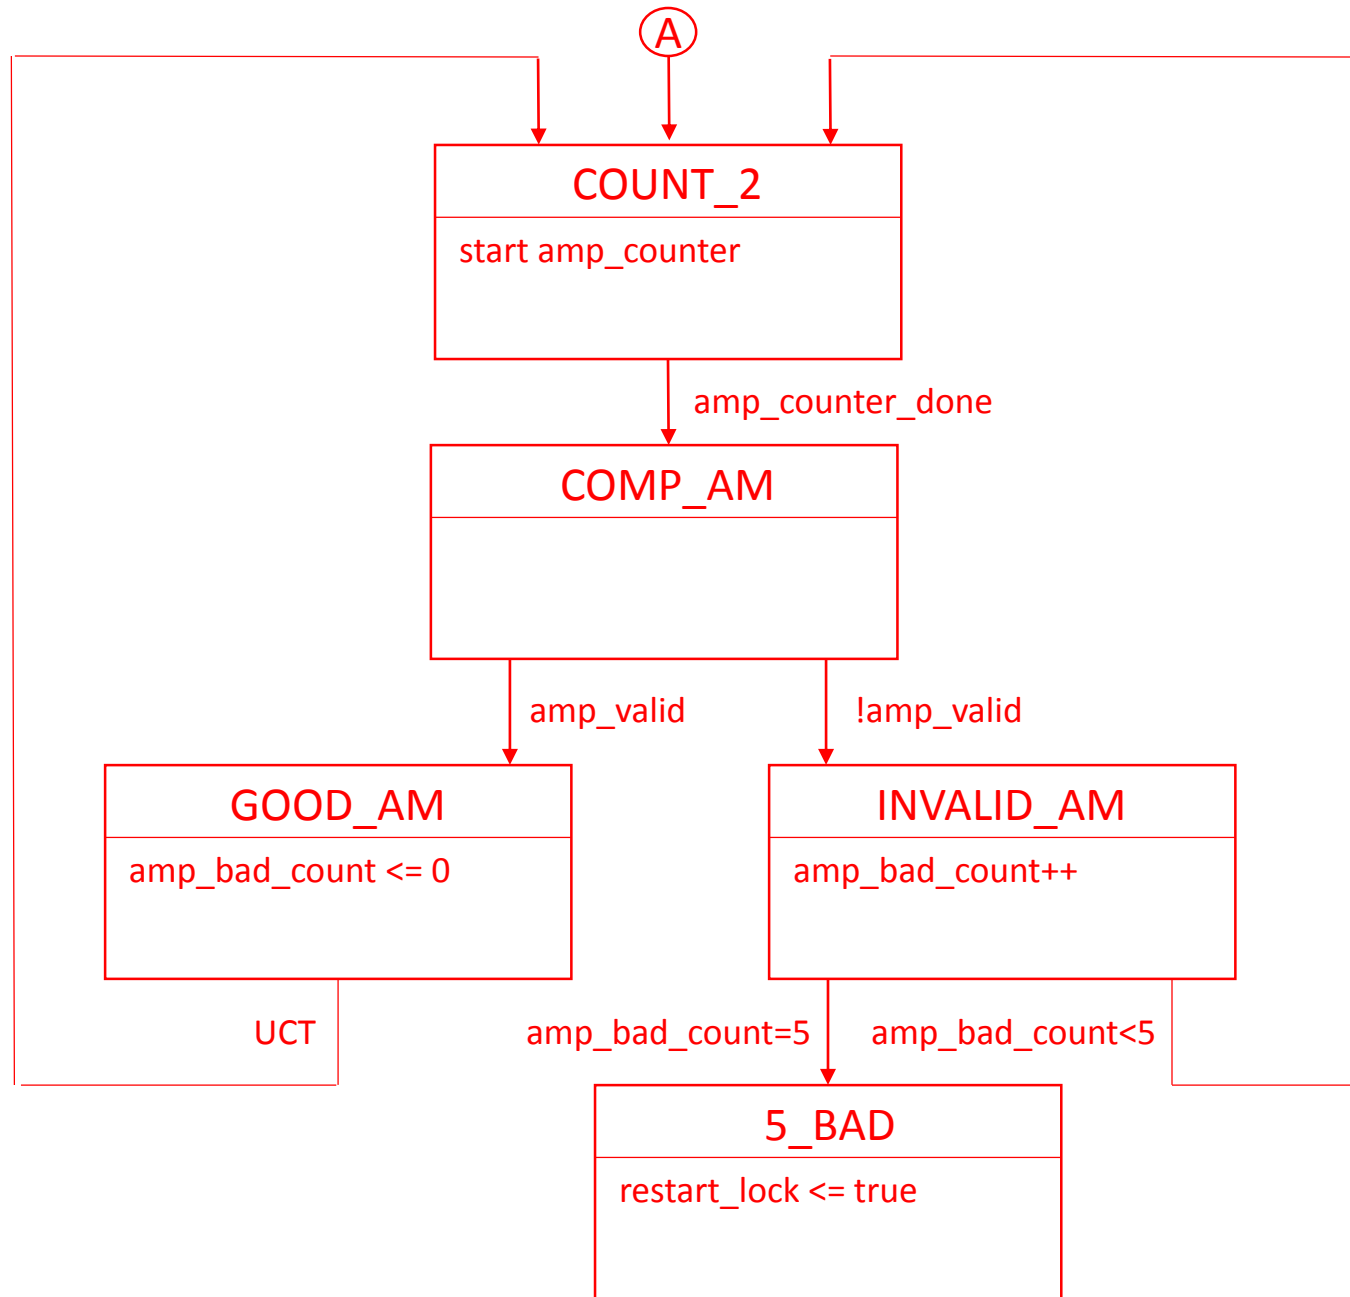 A
COUNT_2
start amp_counter
amp_counter_done
COMP_AM
amp_valid
!amp_valid
GOOD_AM
INVALID_AM
amp_bad_count <= 0
amp_bad_count++
UCT
amp_bad_count=5
amp_bad_count<5
5_BAD
restart_lock <= true